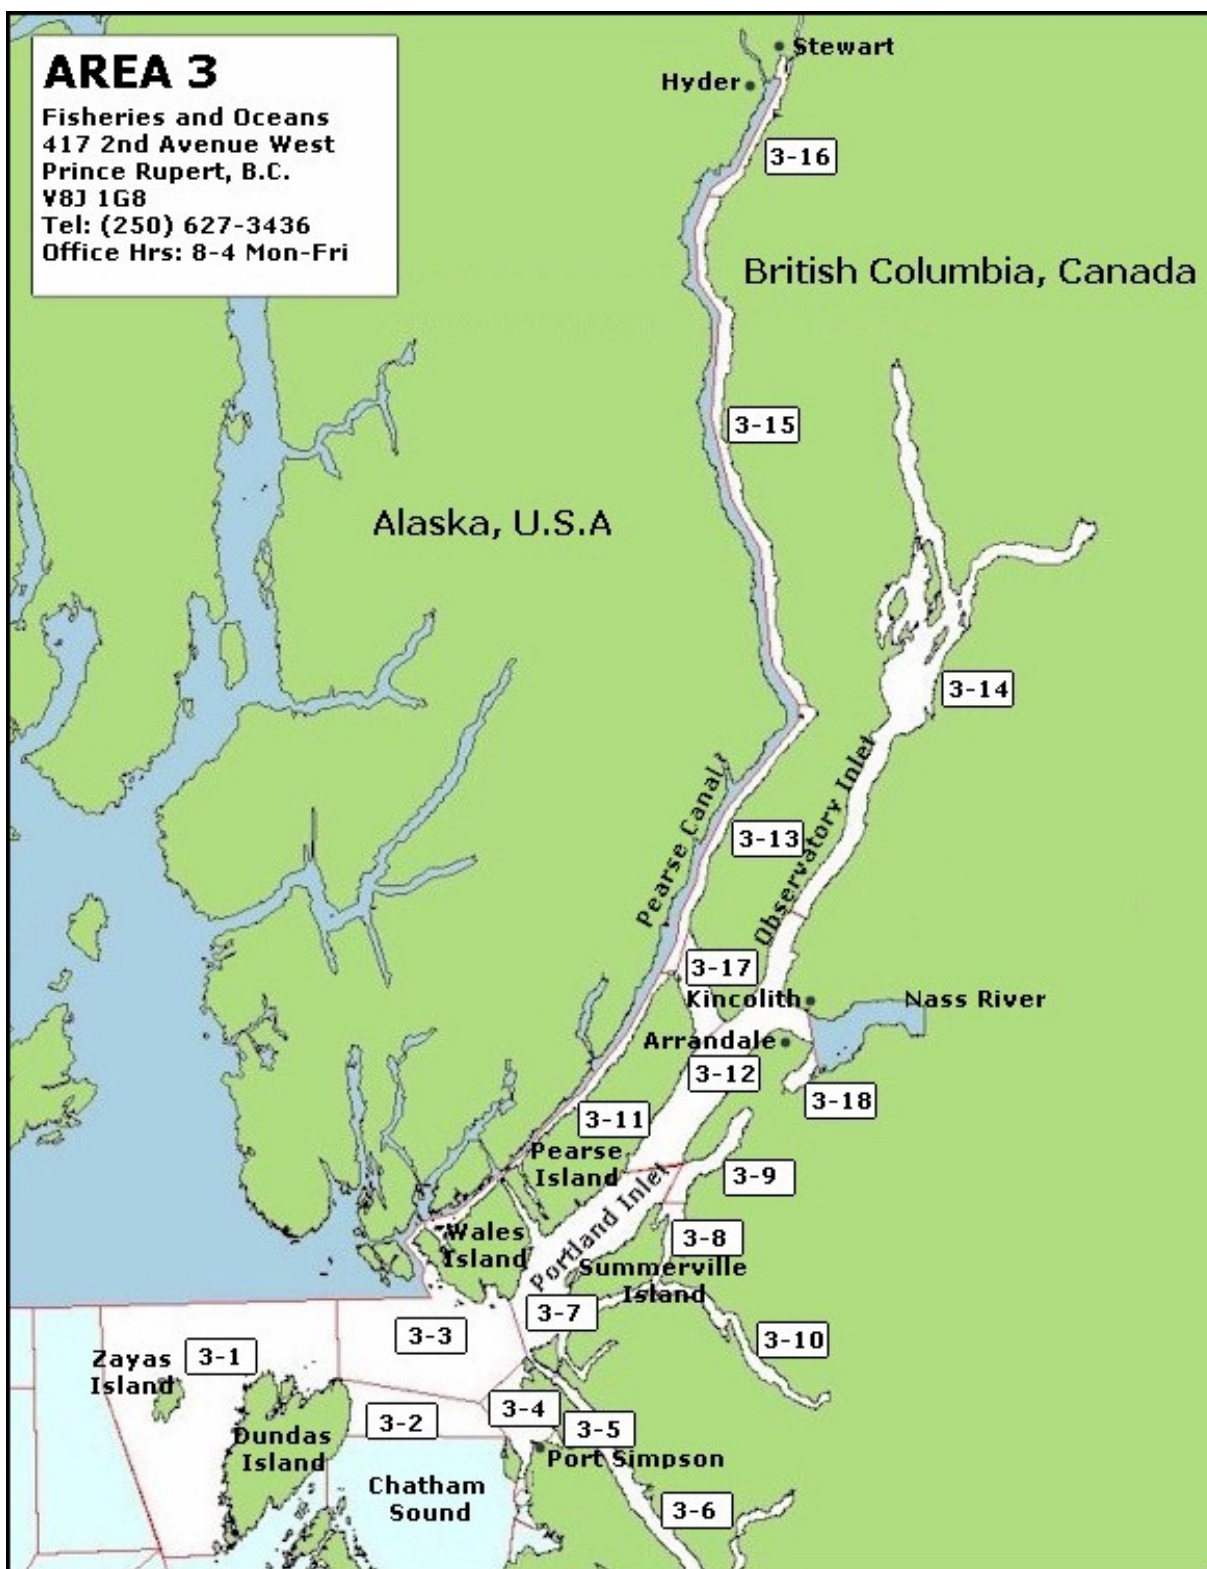 AREA 3
Fisheries and Oceans
417 2nd Avenue West
Prince Rupert, B.C.
V8J 1G8
Tel: (250) 627-3436
Office Hrs: 8-4 Mon-Fri
Stewart
Hyder
3-16
British Columbia, Canada
3-15
Alaska, U.S.A
3-14
Pearse Canal
Observatory Inlet
3-13
3-17
Kincolith
Nass River
Arrandale
3-12
3-18
3-11
Pearse
Island
3-9
Portland Inlet
Wales
Island
3-8
Summerville
Island
3-7
3-3
3-10
Zayas
Island
3-1
3-4
3-2
3-5
Dundas
Island
Port Simpson
Chatham
Sound
3-6